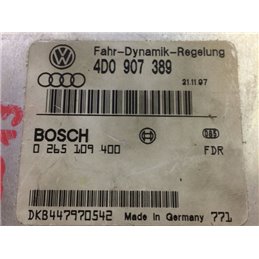 Fahr-Dynamik-Regelung
4D0 907 389
21.11.97
BOSCH
0 265 109 400
FDR
DKB447970542
Made in Germany 771